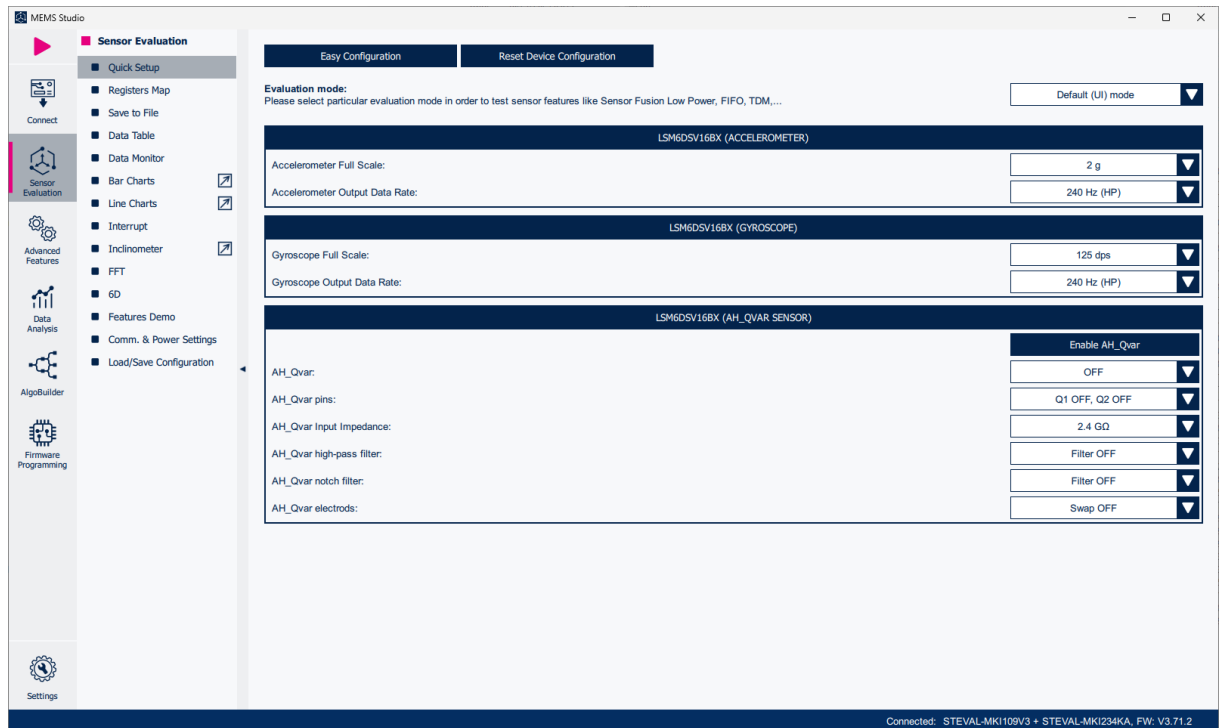 MEMS Studio
Connect
Sensor
Evaluation
Advanced
Features
Data
Analysis
AlgoBuilder
Firmware
Programming
Settings
Sensor Evaluation
Quick Setup
Registers Map
Save to File
Data Table
Data Monitor
Bar Charts
Line Charts
Interrupt
Inclinometer
FFT
6D
Features Demo
Comm. & Power Settings
Load/Save Configuration
Easy Configuration
Reset Device Configuration
Evaluation mode:
Please select particular evaluation mode in order to test sensor features like Sensor Fusion Low Power, FIFO, TDM,...
Default (UI) mode
LSM6DSV16BX (ACCELEROMETER)
Accelerometer Full Scale: 2 g
Accelerometer Output Data Rate: 240 Hz (HP)
LSM6DSV16BX (GYROSCOPE)
Gyroscope Full Scale: 125 dps
Gyroscope Output Data Rate: 240 Hz (HP)
LSM6DSV16BX (AH_QVAR SENSOR)
Enable AH_Qvar
AH_Qvar: OFF
AH_Qvar pins: Q1 OFF, Q2 OFF
AH_Qvar Input Impedance: 2.4 GΩ
AH_Qvar high-pass filter: Filter OFF
AH_Qvar notch filter: Filter OFF
AH_Qvar electrods: Swap OFF
Connected: STEVAL-MKI109V3 + STEVAL-MKI234KA, FW: V3.71.2